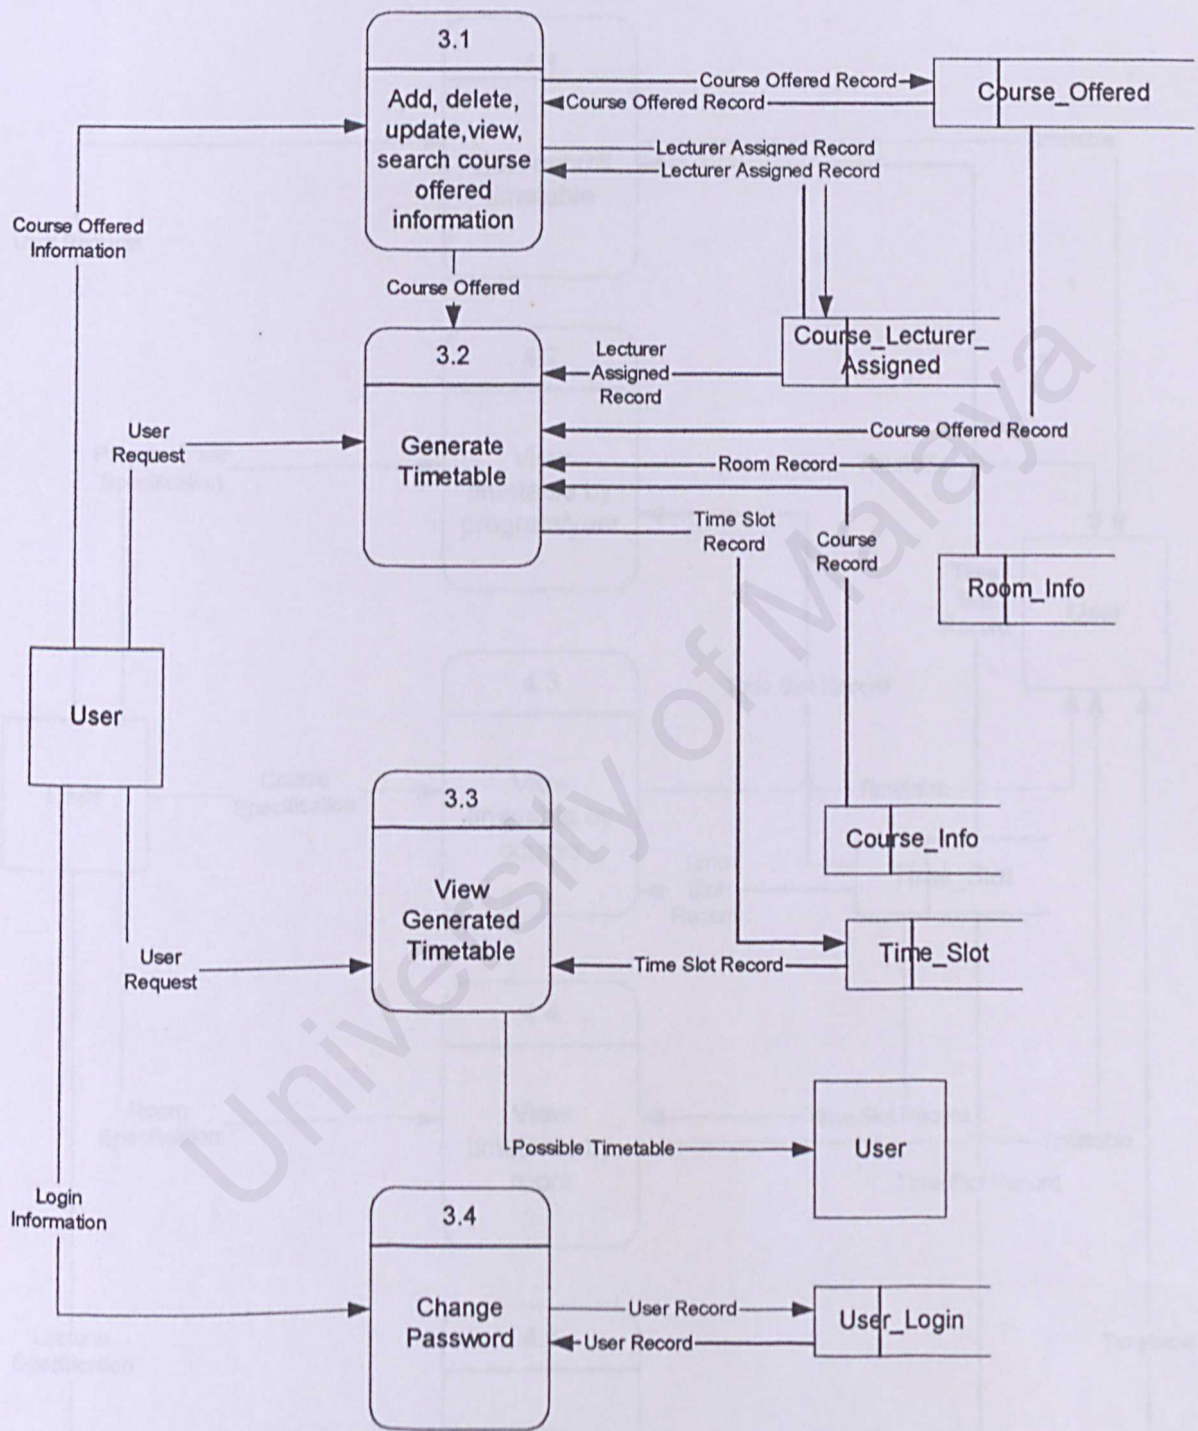 3.1
Add, delete,
update,view,
search course
offered
information
Course Offered Record
Course Offered Record
Course_Offered
Lecturer Assigned Record
Lecturer Assigned Record
Course Offered
Information
Course Offered
3.2
Generate
Timetable
Lecturer
Assigned
Record
Course_Lecturer_
Assigned
User
Request
Course Offered Record
Room Record
Time Slot
Record
Course
Record
Room_Info
User
3.3
View
Generated
Timetable
Course_Info
User
Request
Time Slot Record
Time_Slot
Possible Timetable
User
Login
Information
3.4
Change
Password
User Record
User Record
User_Login
University of Malaya